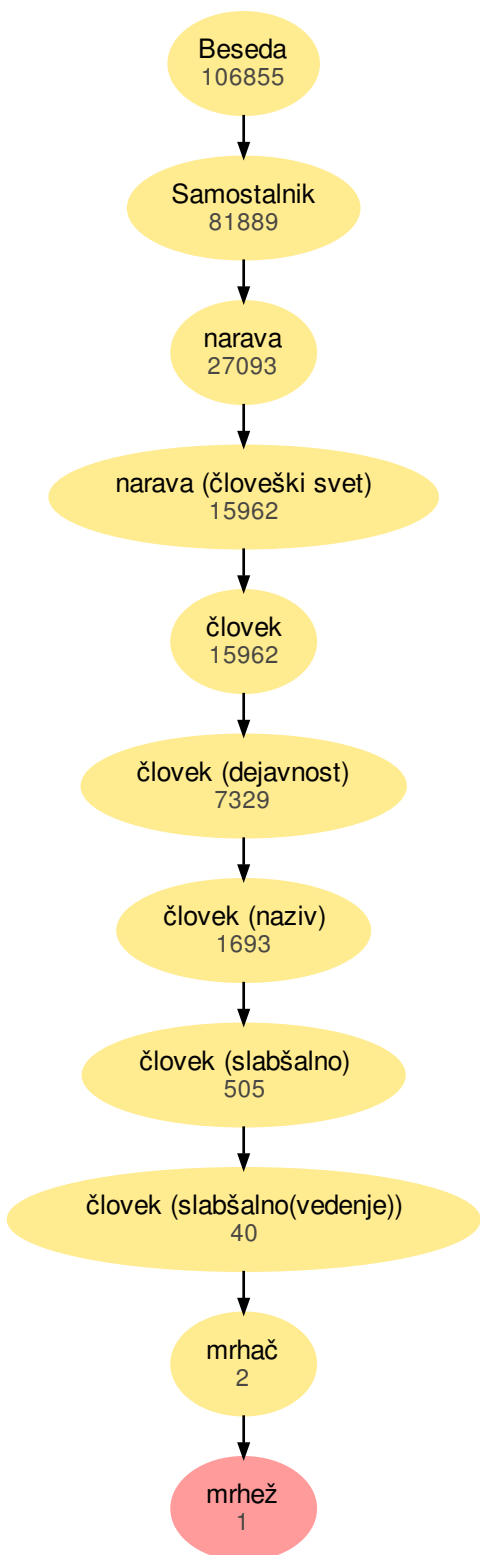 Beseda
106855
Samostalnik
81889
narava
27093
narava (človeški svet)
15962
človek
15962
človek (dejavnost)
7329
človek (naziv)
1693
človek (slabšalno)
505
človek (slabšalno(vedenje))
40
mrhač
2
mrhež
1